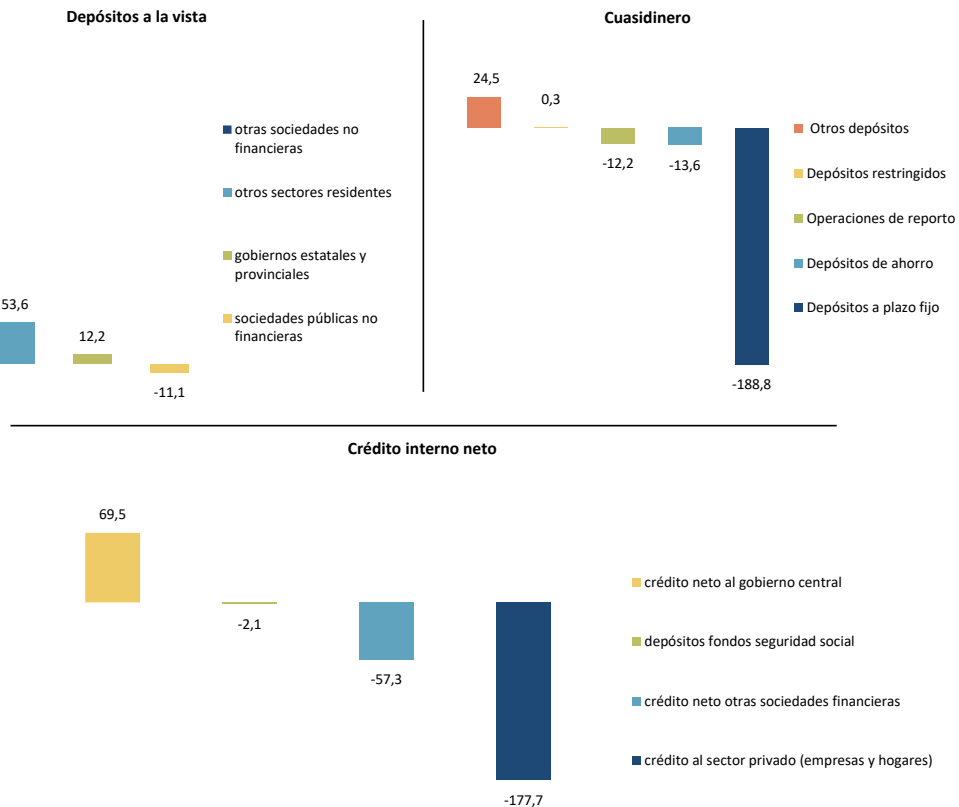 Depósitos a la vista
otras sociedades no
financieras
otros sectores residentes
gobiernos estatales y
provinciales
sociedades públicas no
financieras
53,6
12,2
-11,1
Cuasidinero
24,5
0,3
-12,2
-13,6
-188,8
Otros depósitos
Depósitos restringidos
Operaciones de reporto
Depósitos de ahorro
Depósitos a plazo fijo
Crédito interno neto
69,5
-2,1
-57,3
-177,7
crédito neto al gobierno central
depósitos fondos seguridad social
crédito neto otras sociedades financieras
crédito al sector privado (empresas y hogares)